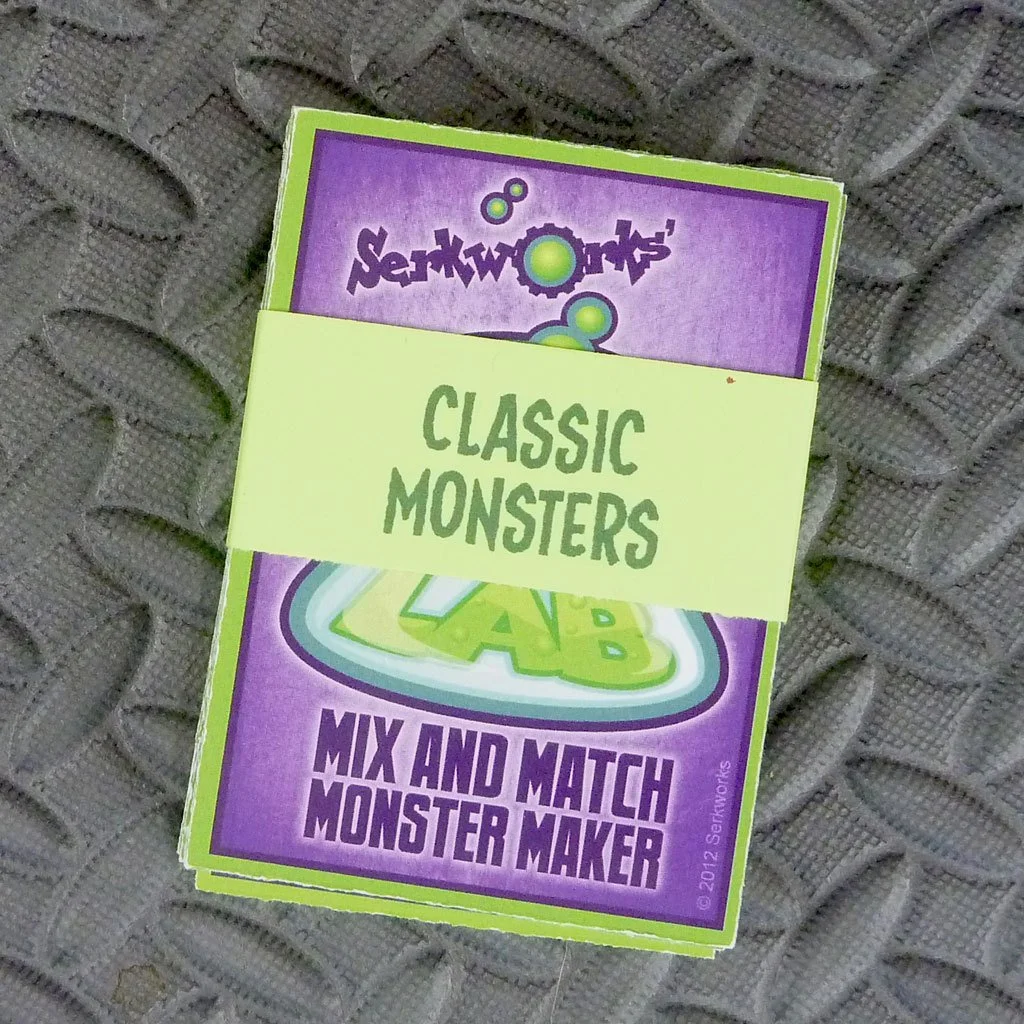 Serkworks'
CLASSIC
MONSTERS
LAB
MIX AND MATCH
MONSTER MAKER
© 2012 Serkworks